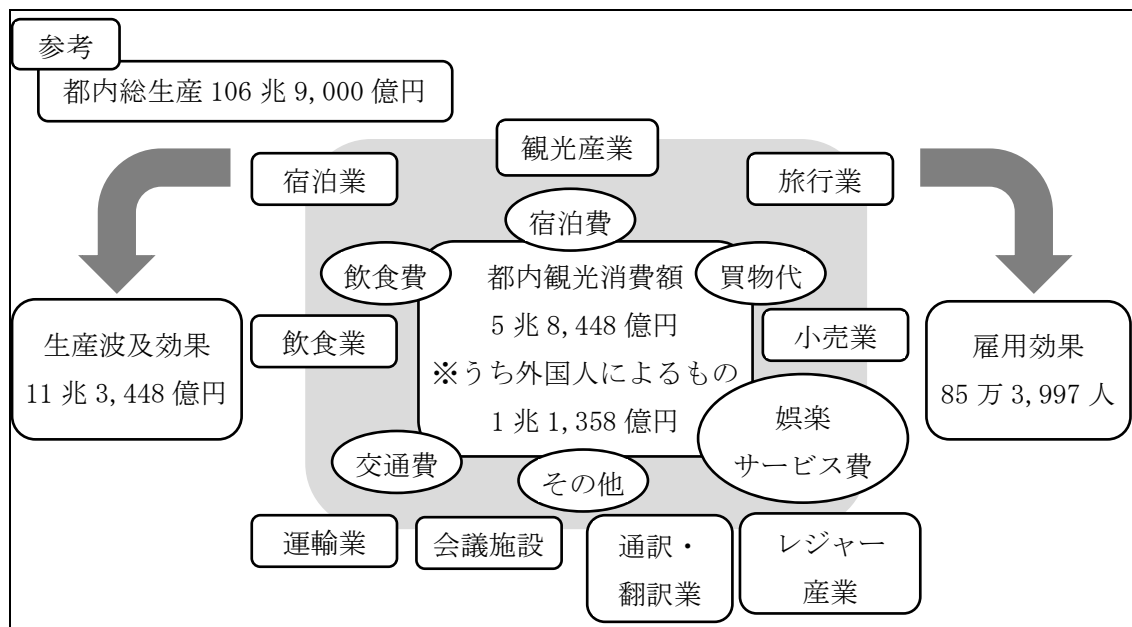 参考
都内総生産 106 兆 9,000 億円
観光産業
宿泊業
旅行業
宿泊費
飲食費
買物代
都内観光消費額
5 兆 8,448 億円
※うち外国人によるもの
1 兆 1,358 億円
生産波及効果
11 兆 3,448 億円
飲食業
小売業
雇用効果
85 万 3,997 人
娯楽
サービス費
交通費
その他
運輸業
会議施設
通訳・
翻訳業
レジャー
産業